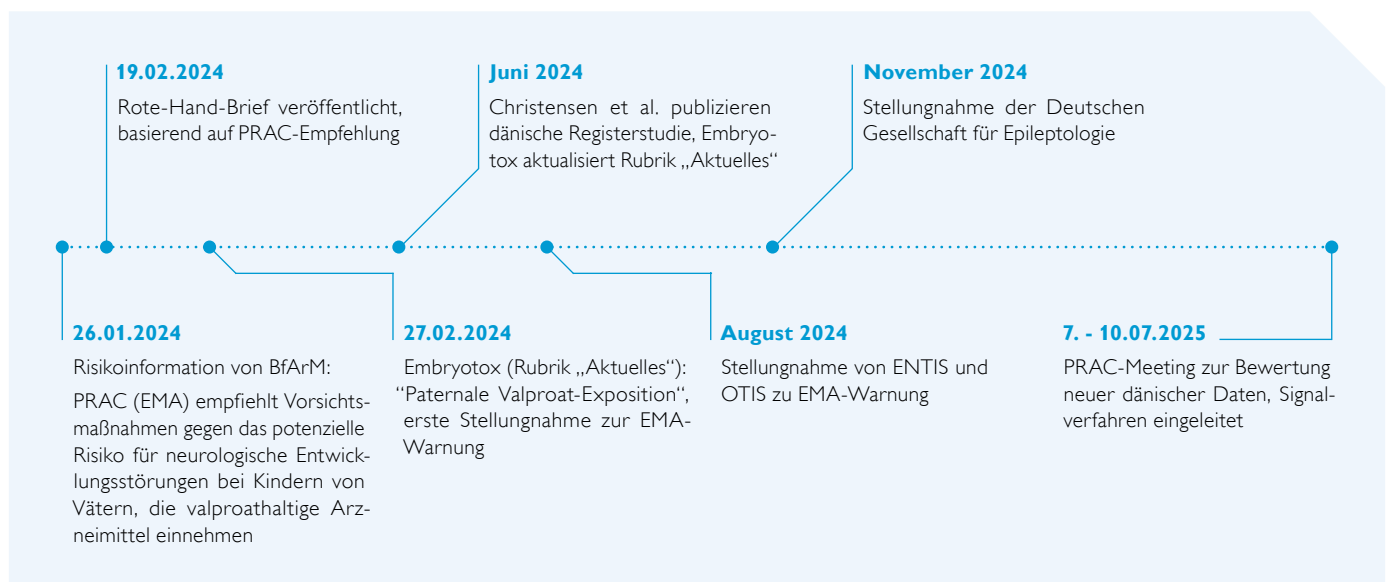 19.02.2024
Rote-Hand-Brief veröffentlicht,
basierend auf PRAC-Empfehlung
Juni 2024
Christensen et al. publizieren
dänische Registerstudie, Embryo-
tox aktualisiert Rubrik „Aktuelles“
November 2024
Stellungnahme der Deutschen
Gesellschaft für Epileptologie
26.01.2024
Risikoinformation von BfArM:
PRAC (EMA) empfiehlt Vorsichts-
maßnahmen gegen das potenzielle
Risiko für neurologische Entwick-
lungsstörungen bei Kindern von
Vätern, die valproathaltige Arz-
neimittel einnehmen
27.02.2024
Embryotox (Rubrik „Aktuelles“):
“Paternale Valproat-Exposition“,
erste Stellungnahme zur EMA-
Warnung
August 2024
Stellungnahme von ENTIS und
OTIS zu EMA-Warnung
7. - 10.07.2025
PRAC-Meeting zur Bewertung
neuer dänischer Daten, Signal-
verfahren eingeleitet